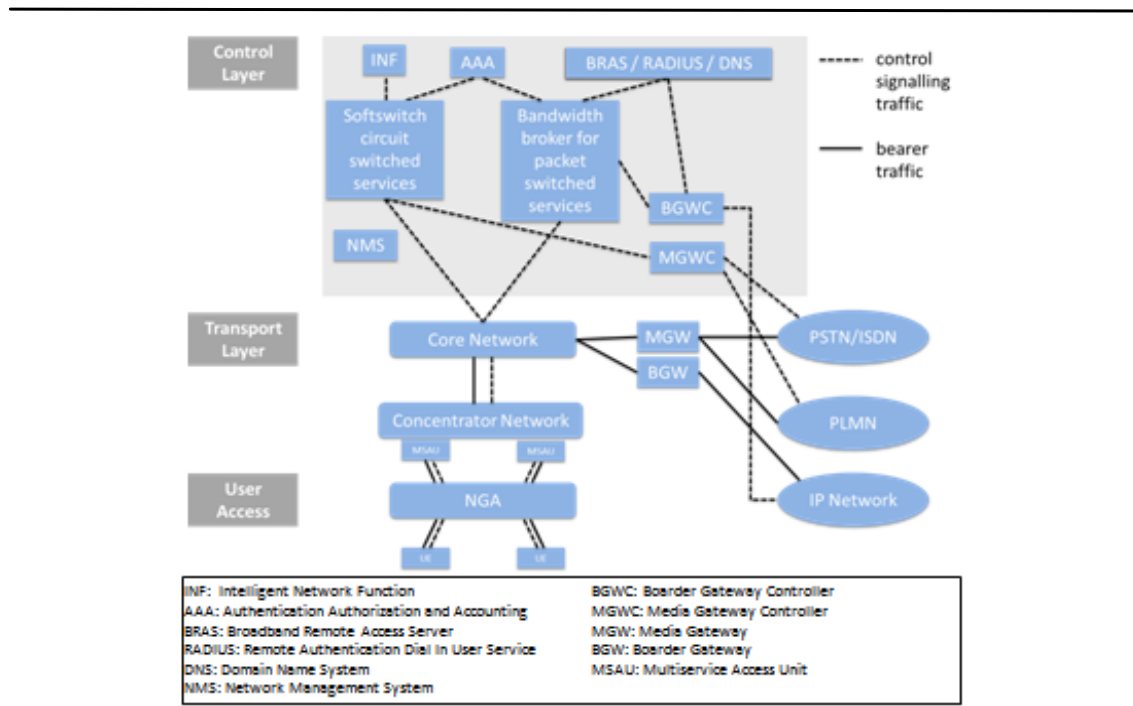 Control
Layer
INF
AAA
BRAS / RADIUS / DNS
control
signalling
traffic
bearer
traffic
Softswitch
circuit
switched
services
Bandwidth
broker for
packet
switched
services
BGWC
NMS
MGWC
Transport
Layer
Core Network
MGW
BGW
PSTN/ISDN
Concentrator Network
PLMN
MSAU
MSAU
User
Access
NGA
IP Network
UE
UE
INF: Intelligent Network Function
AAA: Authentication Authorization and Accounting
BRAS: Broadband Remote Access Server
RADIUS: Remote Authentication Dial In User Service
DNS: Domain Name System
NMS: Network Management System
BGWC: Boarder Gateway Controller
MGWC: Media Gateway Controller
MGW: Media Gateway
BGW: Boarder Gateway
MSAU: Multiservice Access Unit